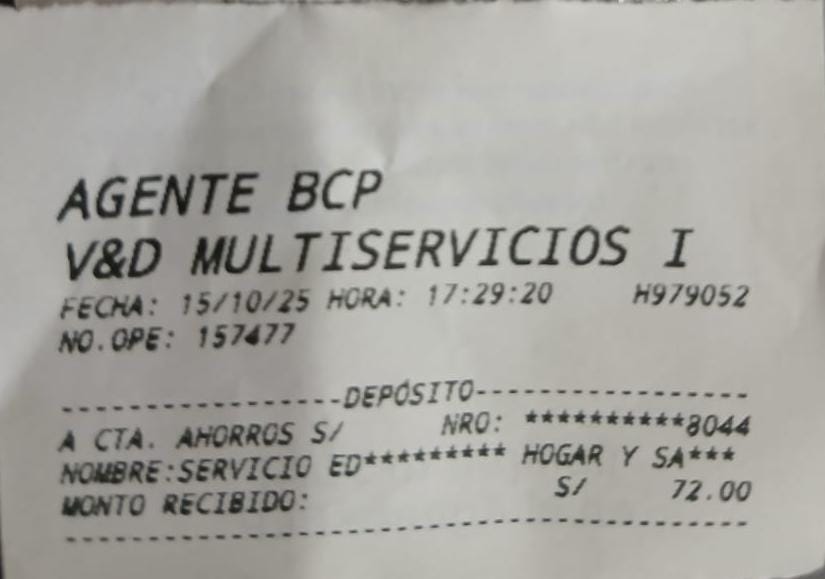 AGENTE BCP
V&D MULTISERVICIOS I
FECHA: 15/10/25 HORA: 17:29:20 H979052
NO.OPE: 157477
------------------DEPÓSITO------------------
A CTA. AHORROS S/ NRO: **********8044
NOMBRE:SERVICIO ED********* HOGAR Y SA***
MONTO RECIBIDO: S/ 72.00
--------------------------------------------